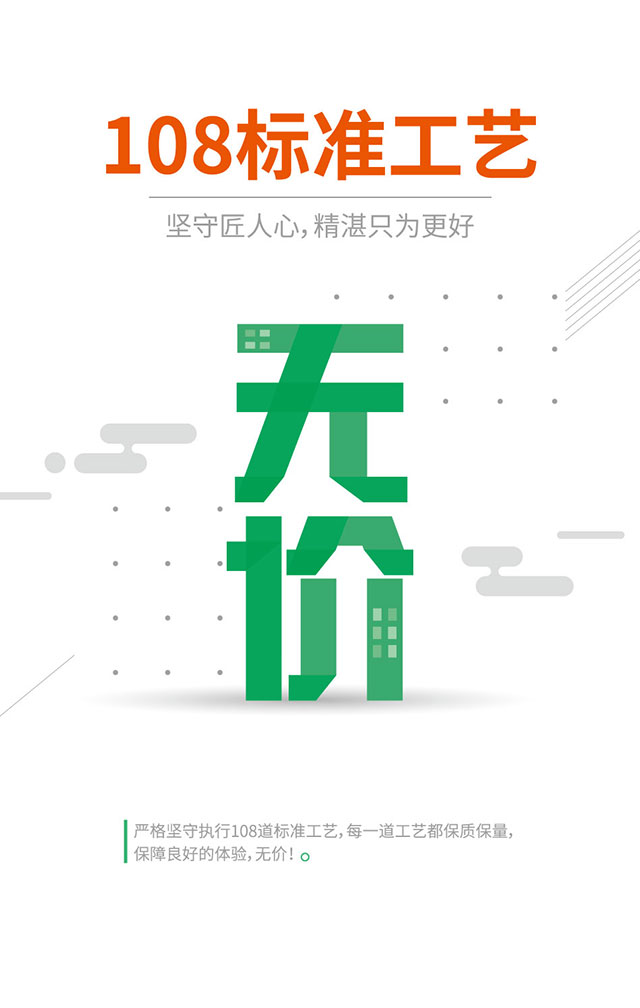 108标准工艺
坚守匠人心，精湛只为更好
无
价
严格坚守执行108道标准工艺，每一道工艺都保质保量，
保障良好的体验，无价！